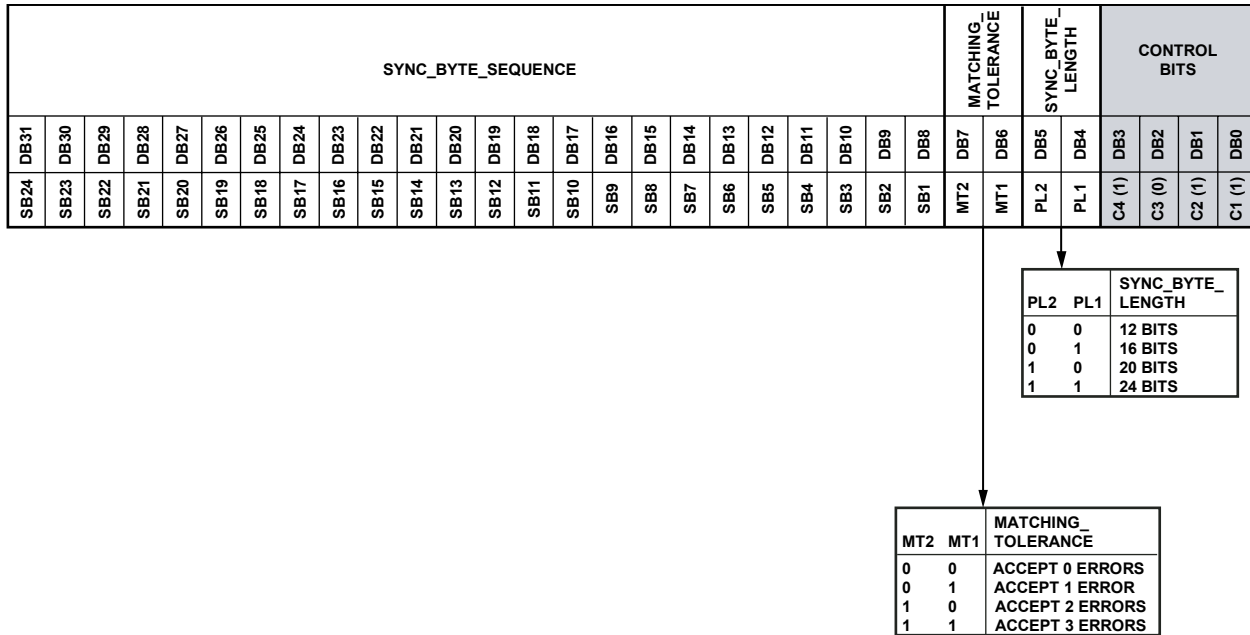 SYNC_BYTE_SEQUENCE
MATCHING_
TOLERANCE
SYNC_BYTE_
LENGTH
CONTROL
BITS
DB31 DB30 DB29 DB28 DB27 DB26 DB25 DB24 DB23 DB22 DB21 DB20 DB19 DB18 DB17 DB16 DB15 DB14 DB13 DB12 DB11 DB10 DB9 DB8 DB7 DB6 DB5 DB4 DB3 DB2 DB1 DB0
SB24 SB23 SB22 SB21 SB20 SB19 SB18 SB17 SB16 SB15 SB14 SB13 SB12 SB11 SB10 SB9 SB8 SB7 SB6 SB5 SB4 SB3 SB2 SB1 MT2 MT1 PL2 PL1 C4 (1) C3 (0) C2 (1) C1 (1)
SYNC_BYTE_
PL2 PL1 LENGTH
0 0 12 BITS
0 1 16 BITS
1 0 20 BITS
1 1 24 BITS
MATCHING_
MT2 MT1 TOLERANCE
0 0 ACCEPT 0 ERRORS
0 1 ACCEPT 1 ERROR
1 0 ACCEPT 2 ERRORS
1 1 ACCEPT 3 ERRORS